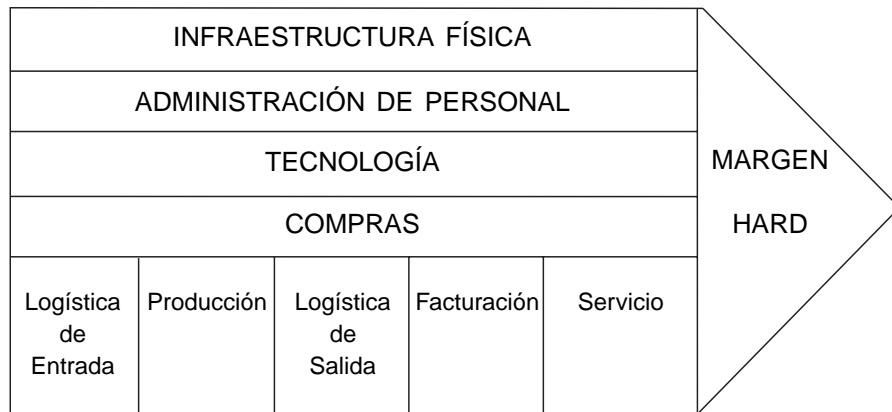 INFRAESTRUCTURA FÍSICA
ADMINISTRACIÓN DE PERSONAL
TECNOLOGÍA
COMPRAS
MARGEN
HARD
Logística
de
Entrada
Producción
Logística
de
Salida
Facturación
Servicio